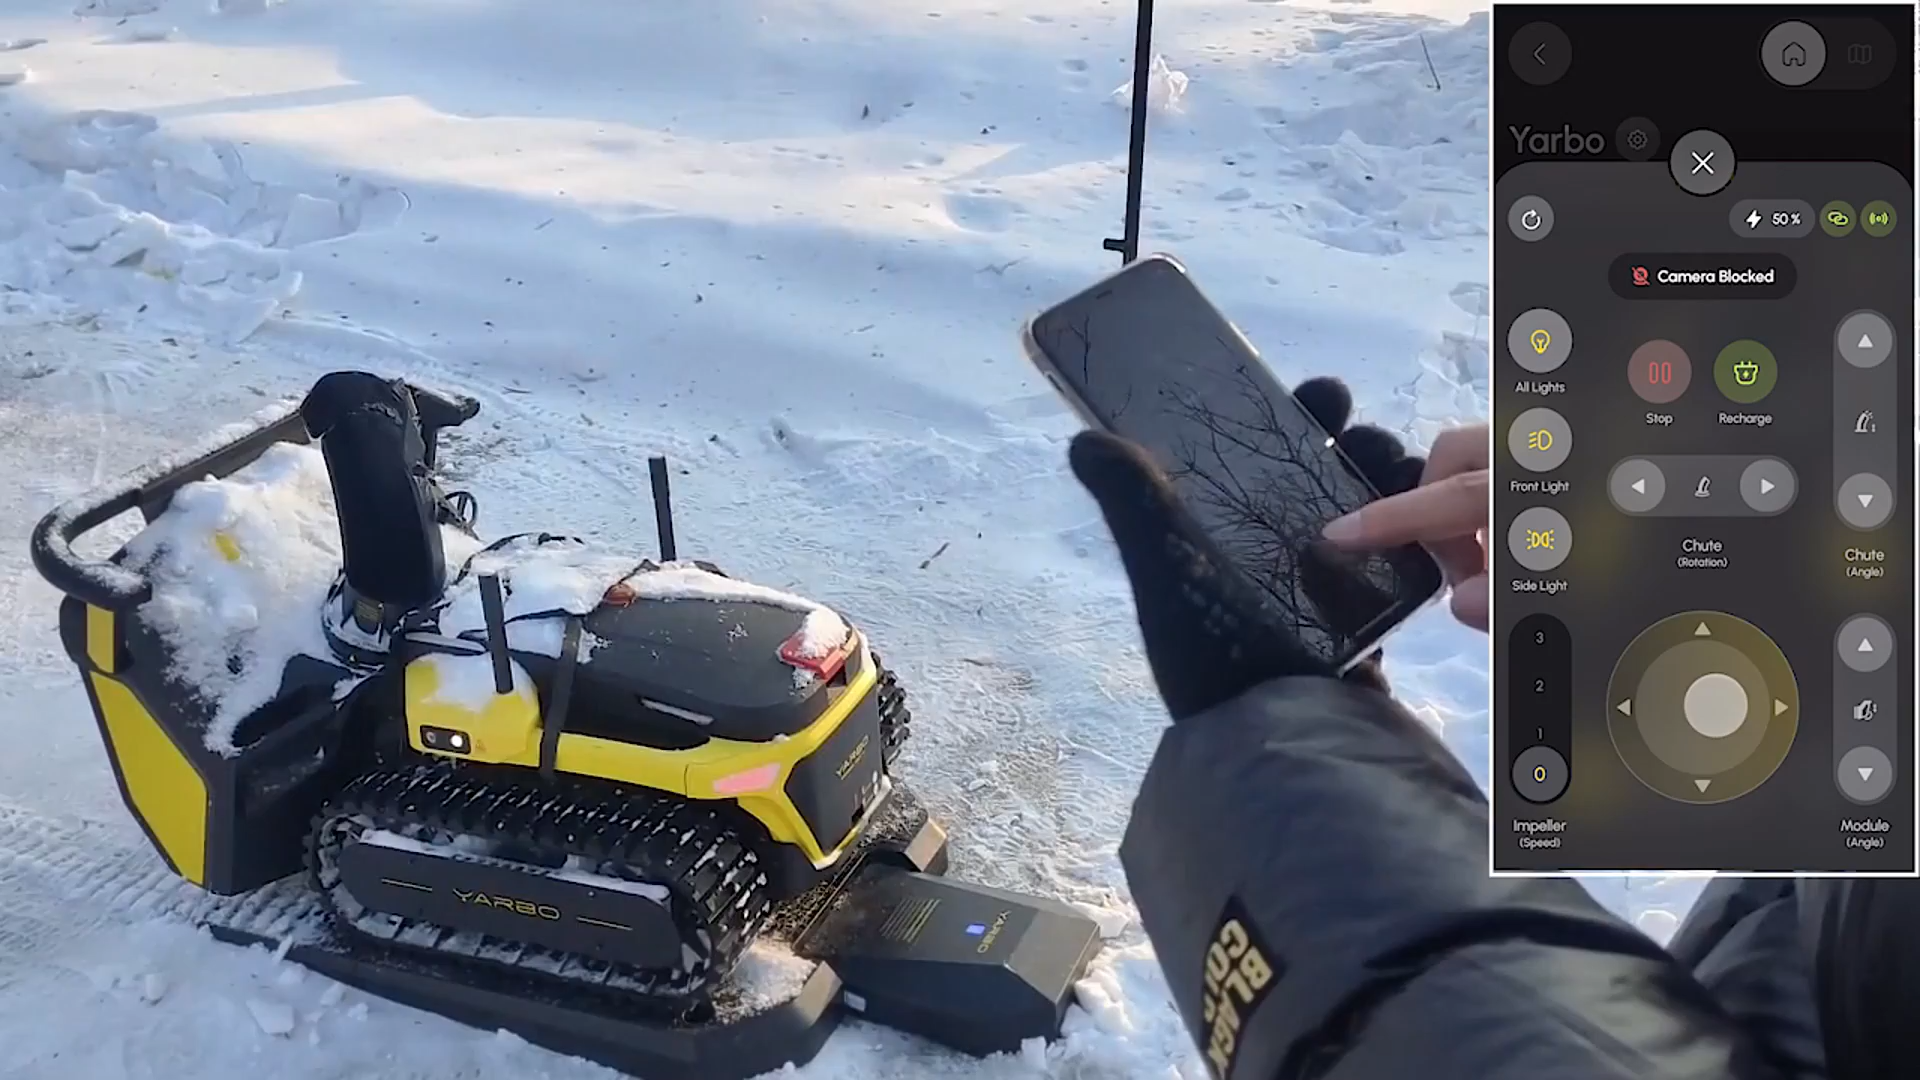 Yarbo
50 %
Camera Blocked
All Lights
Stop
Recharge
Front Light
Chute
(Rotation)
Chute
(Angle)
Side Light
3
2
1
0
Impeller
(Speed)
Module
(Angle)
YARBO
YARBO
YARBO
BLACK